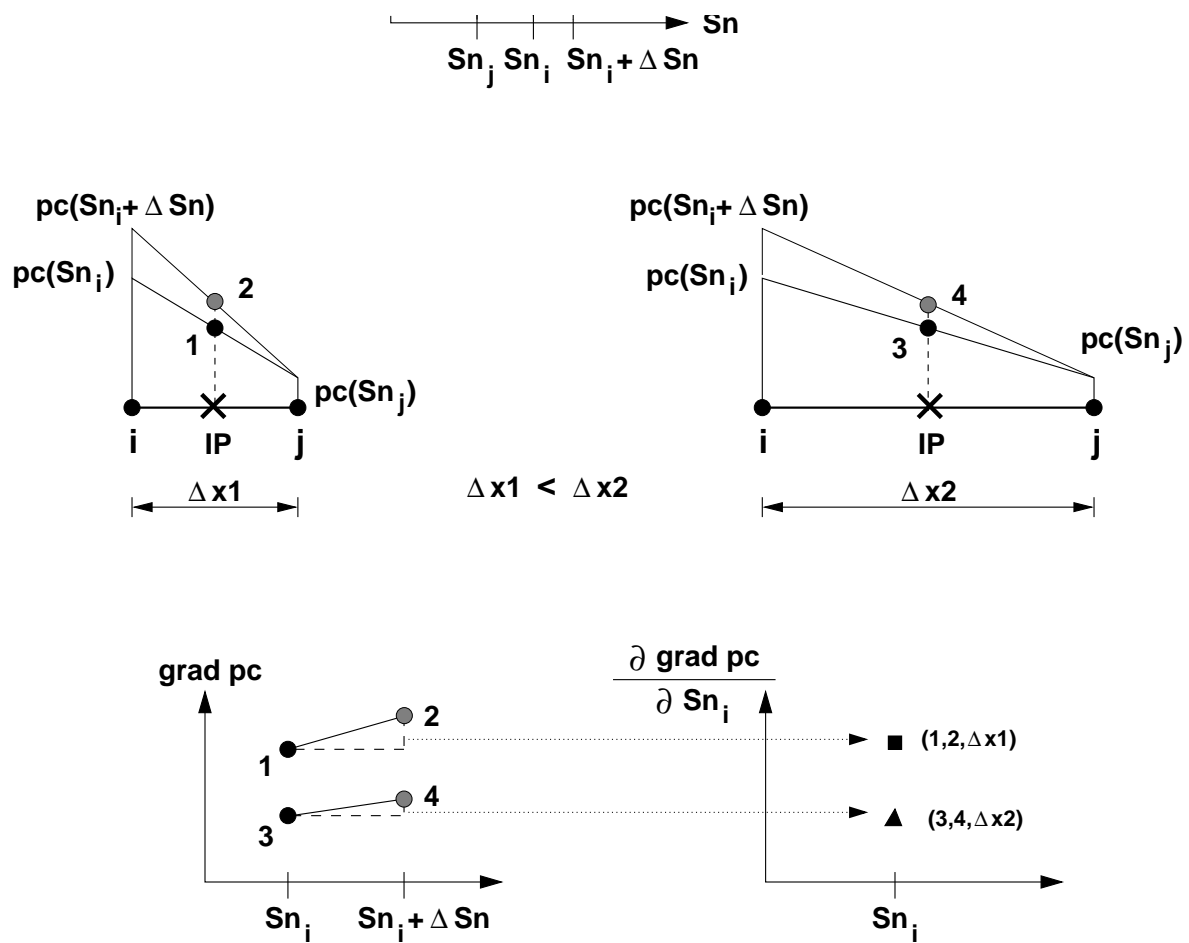 Sn
Sn_j Sn_i Sn_i + Δ Sn
pc(Sn_i + Δ Sn)
pc(Sn_i)
2
1
pc(Sn_j)
i IP j
Δ x1
Δ x1 < Δ x2
pc(Sn_i + Δ Sn)
pc(Sn_i)
4
3
pc(Sn_j)
i IP j
Δ x2
grad pc
2
1
4
3
Sn_i Sn_i + Δ Sn
∂ grad pc
∂ Sn_i
(1,2,Δ x1)
(3,4,Δ x2)
Sn_i